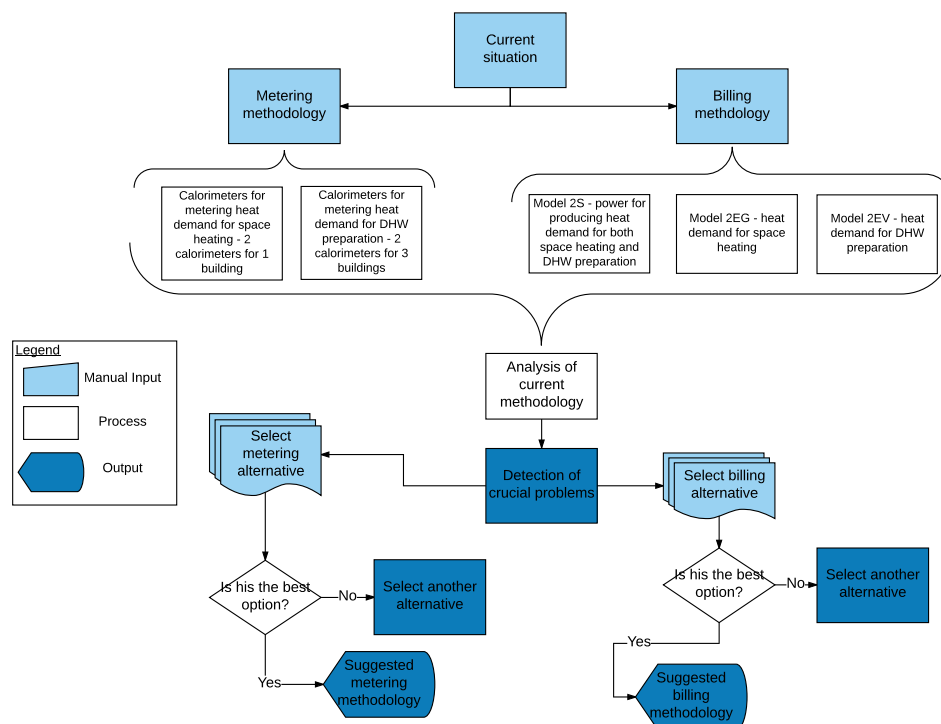 Current
situation
Metering
methodology
Billing
methdology
Calorimeters for
metering heat
demand for space
heating - 2
calorimeters for 1
building
Calorimeters for
metering heat
demand for DHW
preparation - 2
calorimeters for 3
buildings
Model 2S - power for
producing heat
demand for both
space heating and
DHW preparation
Model 2EG - heat
demand for space
heating
Model 2EV - heat
demand for DHW
preparation
Legend
Manual Input
Process
Output
Analysis of
current
methodology
Detection of
crucial problems
Select
metering
alternative
Select billing
alternative
Is his the best
option?
No
Select another
alternative
Yes
Suggested
metering
methodology
Is his the best
option?
No
Select another
alternative
Yes
Suggested
billing
methodology